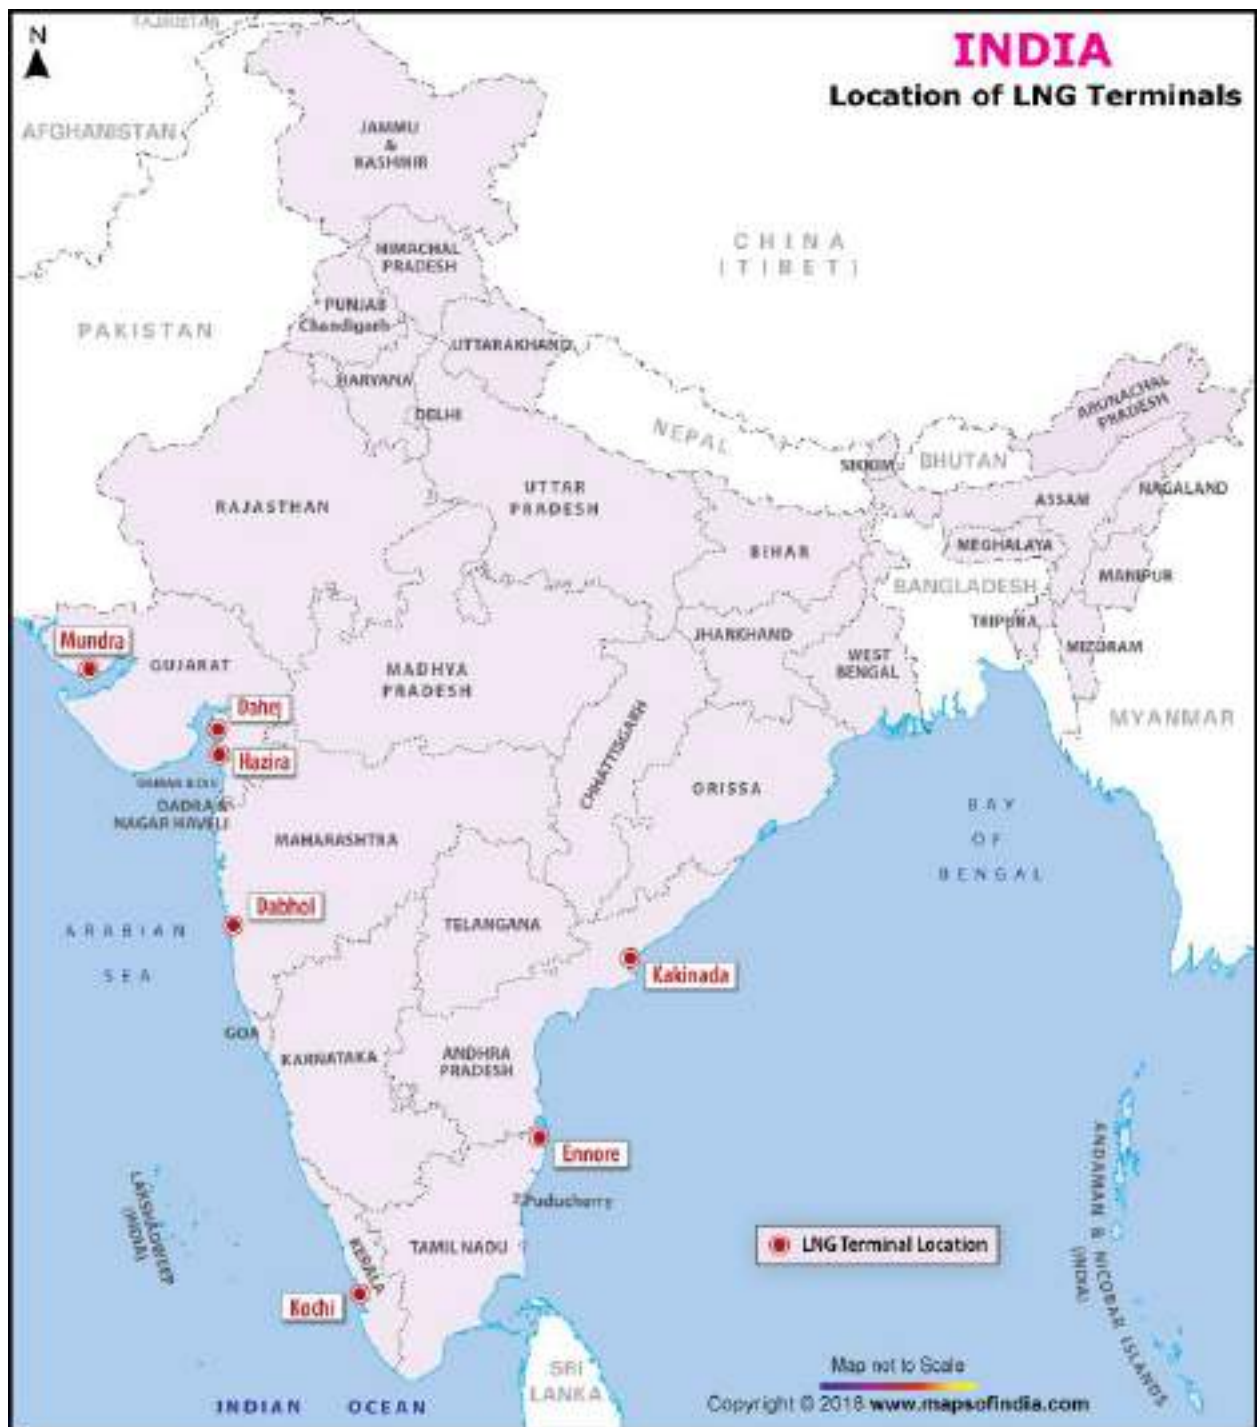 N
INDIA
Location of LNG Terminals
TAJIKISTAN
AFGHANISTAN
JAMMU
&
KASHMIR
CHINA
(TIBET)
HIMACHAL
PRADESH
PAKISTAN
PUNJAB
Chandigarh
UTTARAKHAND
HARYANA
DELHI
ARUNACHAL
PRADESH
NEPAL
SIKKIM
BHUTAN
RAJASTHAN
UTTAR
PRADESH
ASSAM
NAGALAND
BIHAR
MEGHALAYA
MANIPUR
BANGLADESH
TRIPURA
MIZORAM
Mundra
GUJARAT
MADHYA
PRADESH
JHARKHAND
WEST
BENGAL
MYANMAR
Dahej
Hazira
CHHATTISGARH
ORISSA
DAMAN & DIU
DADRA &
NAGAR HAVELI
MAHARASHTRA
BAY
OF
BENGAL
ARABIAN
SEA
Dabhol
TELANGANA
Kakinada
GOA
KARNATAKA
ANDHRA
PRADESH
Ennore
Puducherry
LAKSHADWEEP
(INDIA)
KERALA
TAMIL NADU
Kochi
LNG Terminal Location
ANDAMAN & NICOBAR ISLANDS
(INDIA)
SRI
LANKA
INDIAN OCEAN
Map not to Scale
Copyright © 2018 www.mapsofindia.com